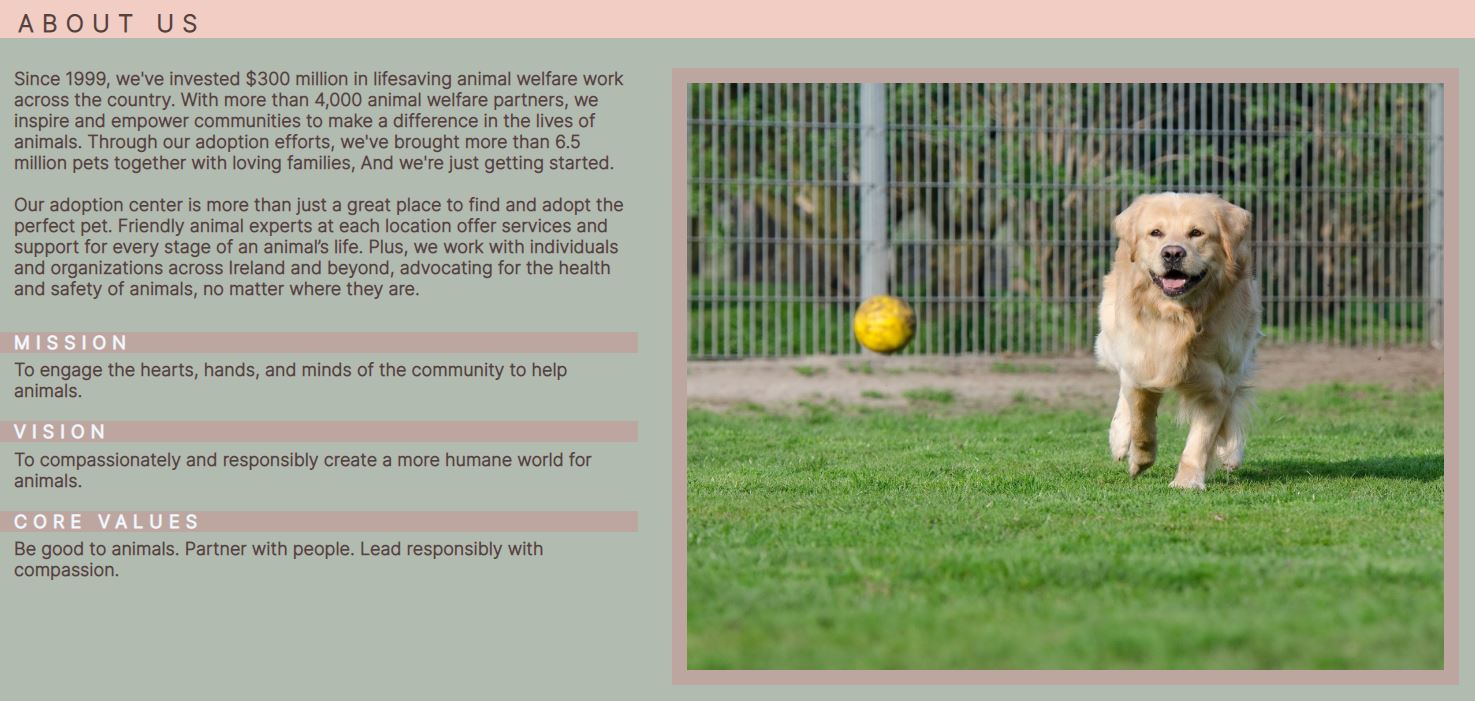 ABOUT US
Since 1999, we've invested $300 million in lifesaving animal welfare work
across the country. With more than 4,000 animal welfare partners, we
inspire and empower communities to make a difference in the lives of
animals. Through our adoption efforts, we've brought more than 6.5
million pets together with loving families, And we're just getting started.
Our adoption center is more than just a great place to find and adopt the
perfect pet. Friendly animal experts at each location offer services and
support for every stage of an animal’s life. Plus, we work with individuals
and organizations across Ireland and beyond, advocating for the health
and safety of animals, no matter where they are.
MISSION
To engage the hearts, hands, and minds of the community to help
animals.
VISION
To compassionately and responsibly create a more humane world for
animals.
CORE VALUES
Be good to animals. Partner with people. Lead responsibly with
compassion.